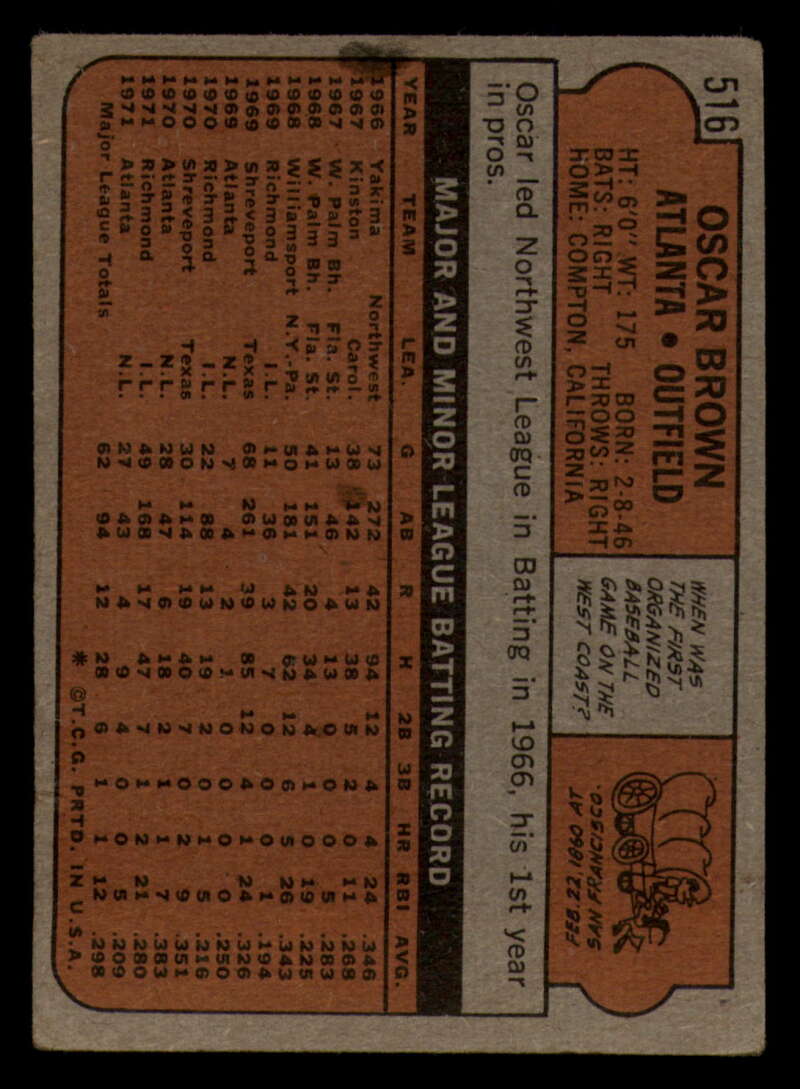 516
OSCAR BROWN
ATLANTA • OUTFIELD
HT: 6'0" WT: 175 BORN: 2-8-46
BATS: RIGHT THROWS: RIGHT
HOME: COMPTON, CALIFORNIA
WHEN WAS
THE FIRST
ORGANIZED
BASEBALL
GAME ON THE
WEST COAST?
FEB. 22, 1860 AT
SAN FRANCISCO.
Oscar led Northwest League in Batting in 1966, his 1st year
in pros.
MAJOR AND MINOR LEAGUE BATTING RECORD
YEAR TEAM LEA. G AB R H 2B 3B HR RBI AVG.
1966 Yakima Northwest 73 272 42 94 12 4 4 24 .346
1967 Kinston Carol. 38 142 13 38 5 2 0 11 .268
1967 W. Palm Bh. Fla. St. 13 46 4 13 0 0 0 5 .283
1968 W. Palm Bh. Fla. St. 41 151 20 34 4 1 0 19 .225
1968 Williamsport N.Y.-Pa. 50 181 42 62 12 6 5 26 .343
1969 Richmond I.L. 11 36 3 7 0 0 0 1 .194
1969 Shreveport Texas 68 261 39 85 12 4 1 24 .326
1969 Atlanta N.L. 7 4 2 1 0 0 0 0 .250
1970 Richmond I.L. 22 88 13 19 2 0 1 5 .216
1970 Shreveport Texas 30 114 19 40 7 0 2 9 .351
1970 Atlanta N.L. 28 47 6 18 2 1 1 7 .383
1971 Richmond I.L. 49 168 17 47 7 1 2 21 .280
1971 Atlanta N.L. 27 43 4 9 4 0 0 5 .209
Major League Totals 62 94 12 28 6 1 1 12 .298
* ©T.C.G. PRTD. IN U.S.A.